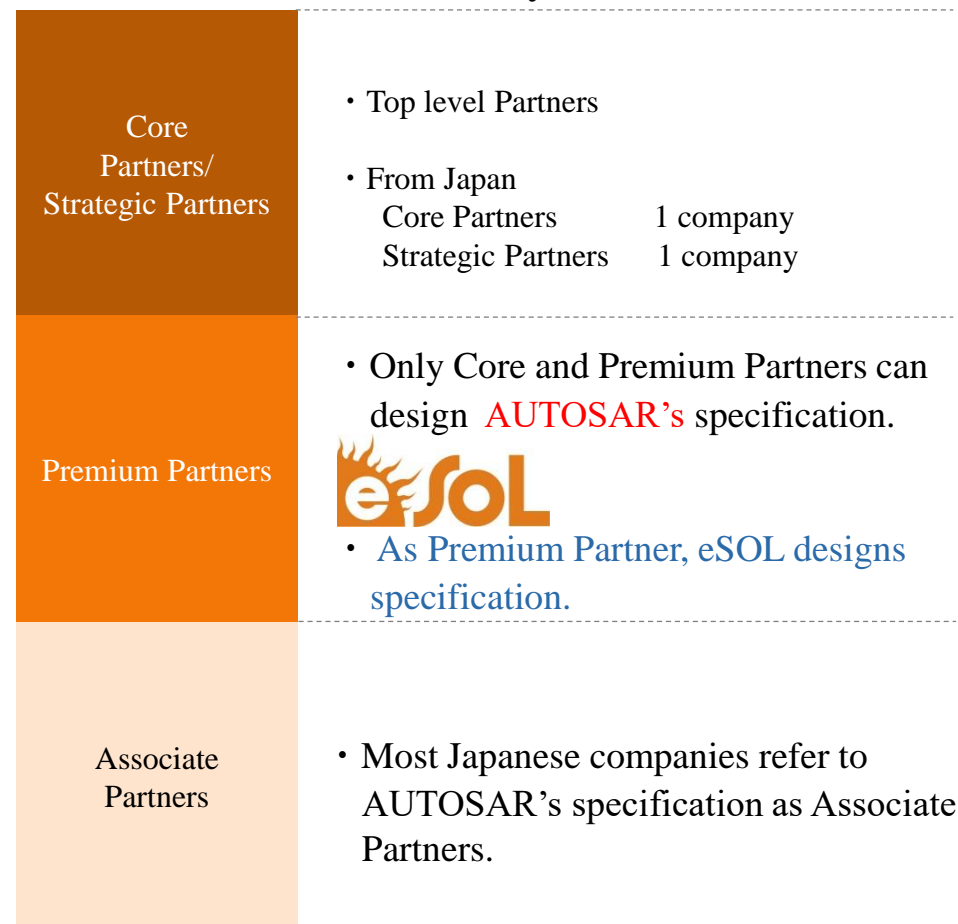 Core
Partners/
Strategic Partners
・Top level Partners
・From Japan
Core Partners 1 company
Strategic Partners 1 company
Premium Partners
・Only Core and Premium Partners can
design AUTOSAR’s specification.
eSOL
・ As Premium Partner, eSOL designs
specification.
Associate
Partners
・Most Japanese companies refer to
AUTOSAR’s specification as Associate
Partners.